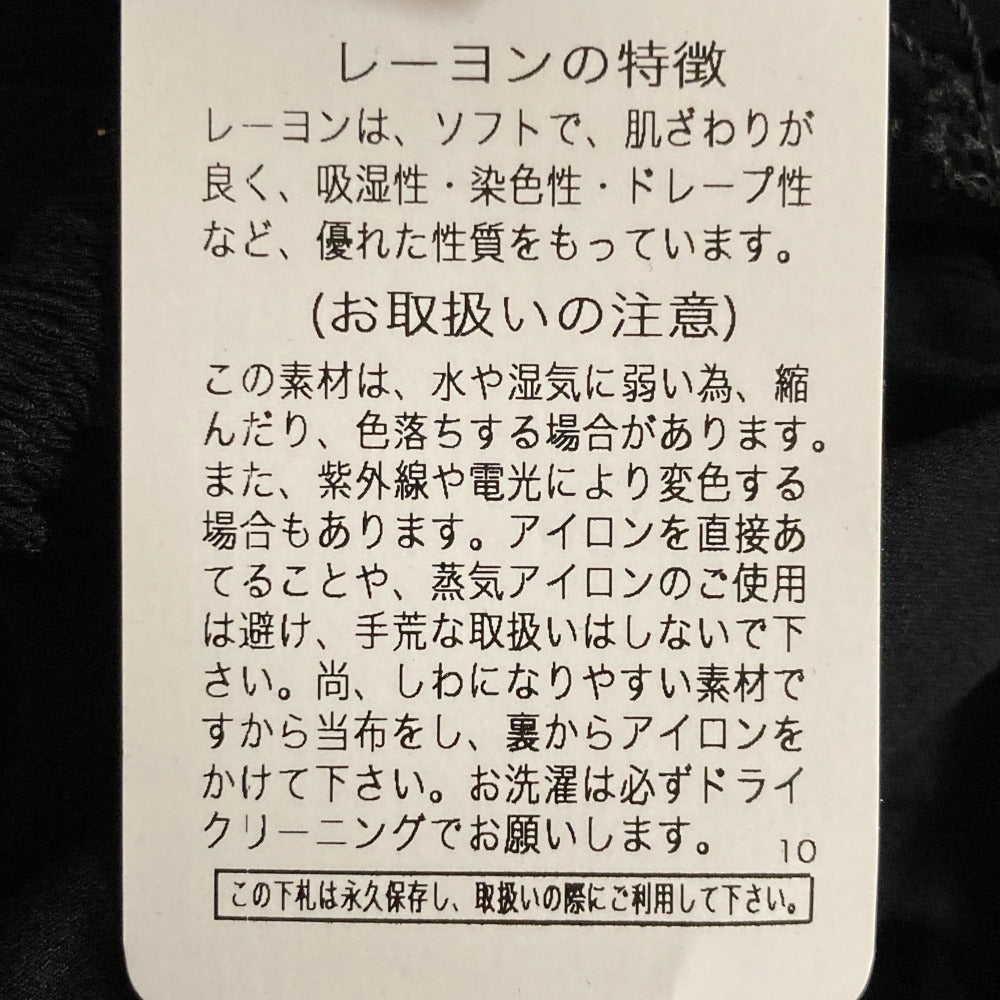 レーヨンの特徴
レーヨンは、ソフトで、肌ざわりが
良く、吸湿性・染色性・ドレープ性
など、優れた性質をもっています。
(お取扱いの注意)
この素材は、水や湿気に弱い為、縮
んだり、色落ちする場合があります。
また、紫外線や電光により変色する
場合もあります。アイロンを直接あ
てることや、蒸気アイロンのご使用
は避け、手荒な取扱いはしないで下
さい。尚、しわになりやすい素材で
すから当布をし、裏からアイロンを
かけて下さい。お洗濯は必ずドライ
クリーニングでお願いします。
10
この下札は永久保存し、取扱いの際にご利用して下さい。